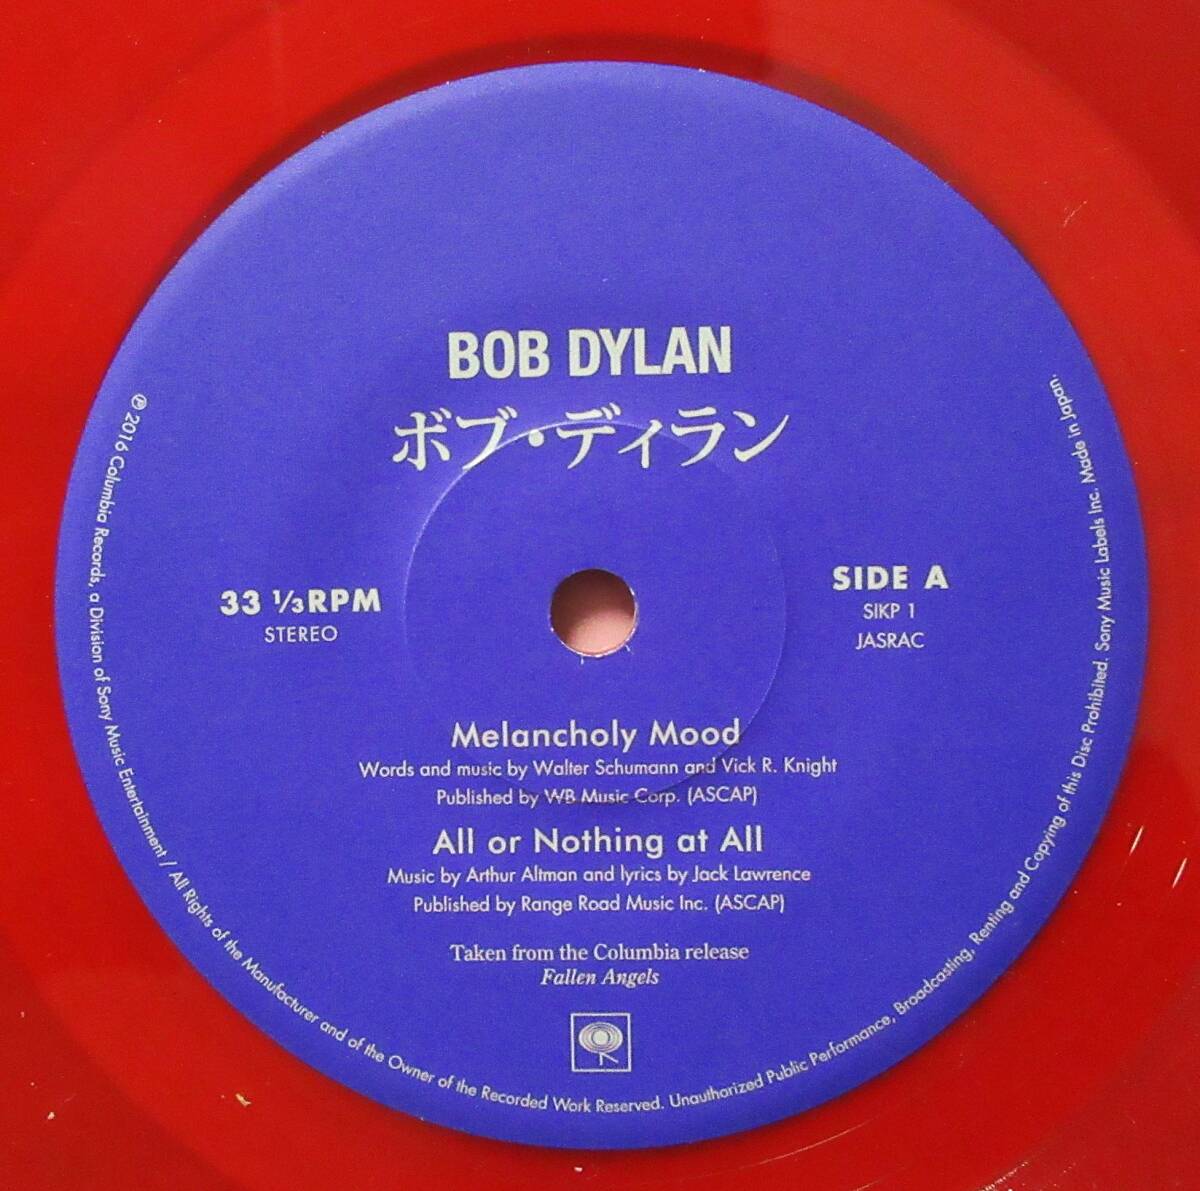 BOB DYLAN
ボブ・ディラン
33 ⅓RPM
STEREO
SIDE A
SIKP 1
JASRAC
Melancholy Mood
Words and music by Walter Schumann and Vick R. Knight
Published by WB Music Corp. (ASCAP)
All or Nothing at All
Music by Arthur Altman and lyrics by Jack Lawrence
Published by Range Road Music Inc. (ASCAP)
Taken from the Columbia release
Fallen Angels
℗ 2016 Columbia Records, a Division of Sony Music Entertainment / All Rights of the Manufacturer and of the Owner of the Recorded Work Reserved. Unauthorized Public Performance, Broadcasting, Renting and Copying of this Disc Prohibited. Sony Music Labels Inc. Made in Japan.